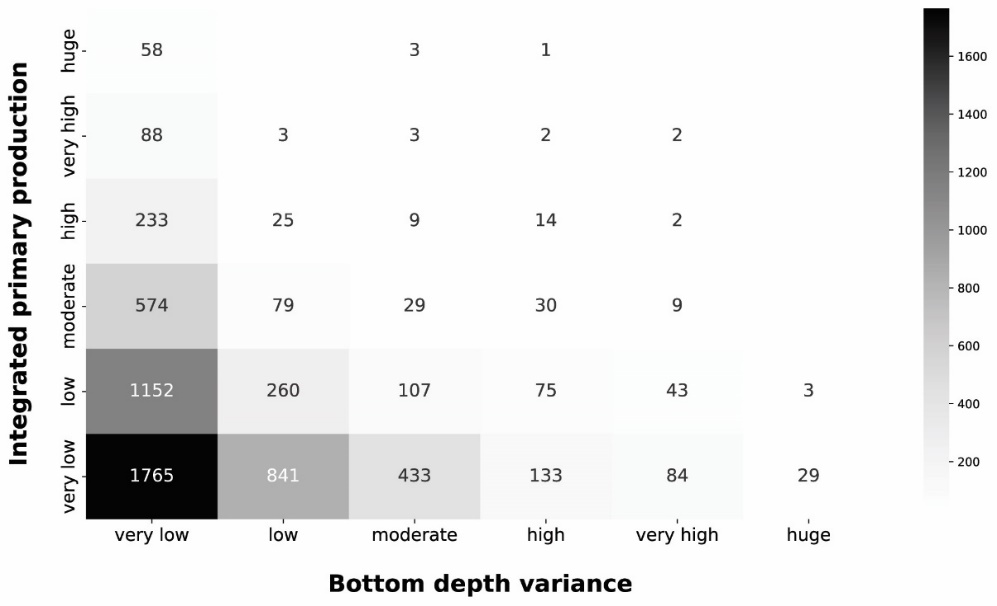 Integrated primary production
huge 58 3 1
very high 88 3 3 2 2
high 233 25 9 14 2
moderate 574 79 29 30 9
low 1152 260 107 75 43 3
very low 1765 841 433 133 84 29
very low low moderate high very high huge
Bottom depth variance
1600
1400
1200
1000
800
600
400
200